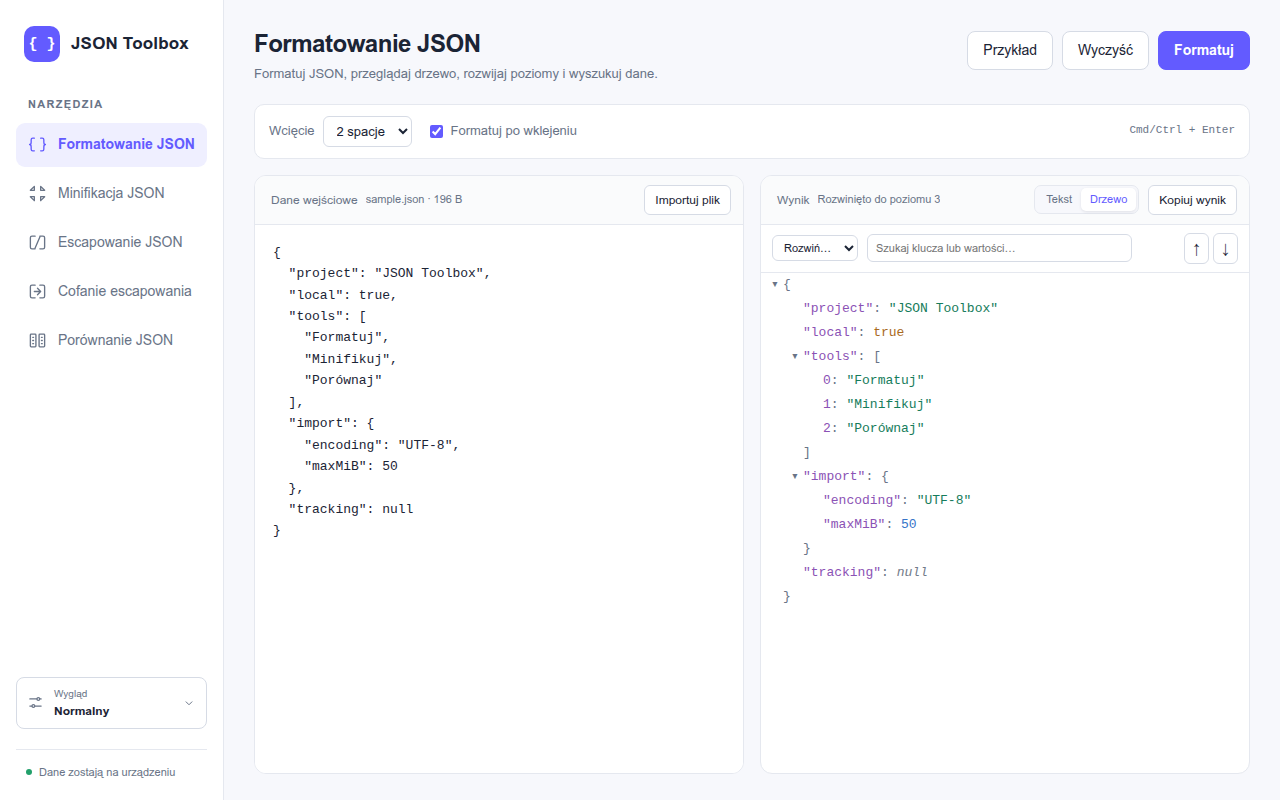 { } JSON Toolbox
NARZĘDZIA
Formatowanie JSON
Minifikacja JSON
Escapowanie JSON
Cofanie escapowania
Porównanie JSON
Wygląd
Normalny
Dane zostają na urządzeniu
Formatowanie JSON
Formatuj JSON, przeglądaj drzewo, rozwijaj poziomy i wyszukuj dane.
Przykład
Wyczyść
Formatuj
Wcięcie 2 spacje Formatuj po wklejeniu
Cmd/Ctrl + Enter
Dane wejściowe sample.json · 196 B
Importuj plik
{
  "project": "JSON Toolbox",
  "local": true,
  "tools": [
    "Formatuj",
    "Minifikuj",
    "Porównaj"
  ],
  "import": {
    "encoding": "UTF-8",
    "maxMiB": 50
  },
  "tracking": null
}
Wynik Rozwinięto do poziomu 3
Tekst Drzewo
Kopiuj wynik
Rozwiń… Szukaj klucza lub wartości… ↑ ↓
▾ {
"project": "JSON Toolbox"
"local": true
▾ "tools": [
0: "Formatuj"
1: "Minifikuj"
2: "Porównaj"
]
▾ "import": {
"encoding": "UTF-8"
"maxMiB": 50
}
"tracking": null
}